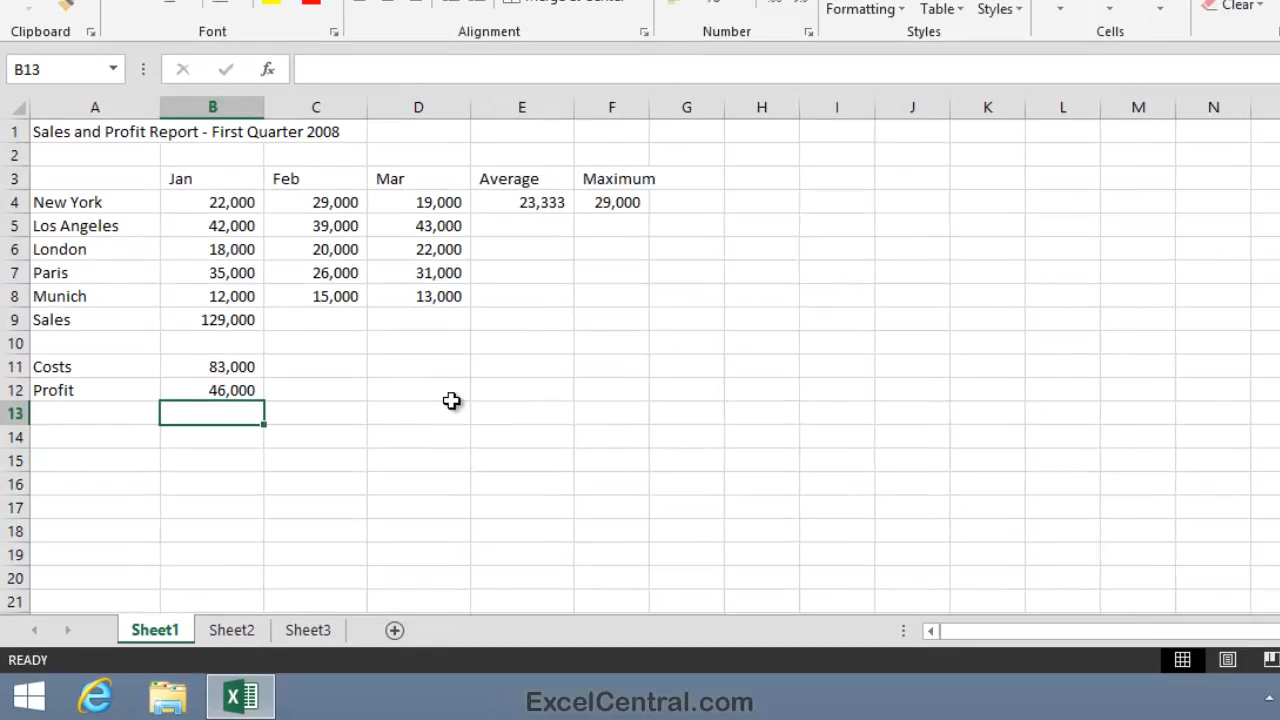 Formatting Table Styles Clear
Clipboard Font Alignment Number Styles Cells
B13 fx
A B C D E F G H I J K L M N
1 Sales and Profit Report - First Quarter 2008
2
3 Jan Feb Mar Average Maximum
4 New York 22,000 29,000 19,000 23,333 29,000
5 Los Angeles 42,000 39,000 43,000
6 London 18,000 20,000 22,000
7 Paris 35,000 26,000 31,000
8 Munich 12,000 15,000 13,000
9 Sales 129,000
10
11 Costs 83,000
12 Profit 46,000
13
14
15
16
17
18
19
20
21
Sheet1 Sheet2 Sheet3
READY
ExcelCentral.com